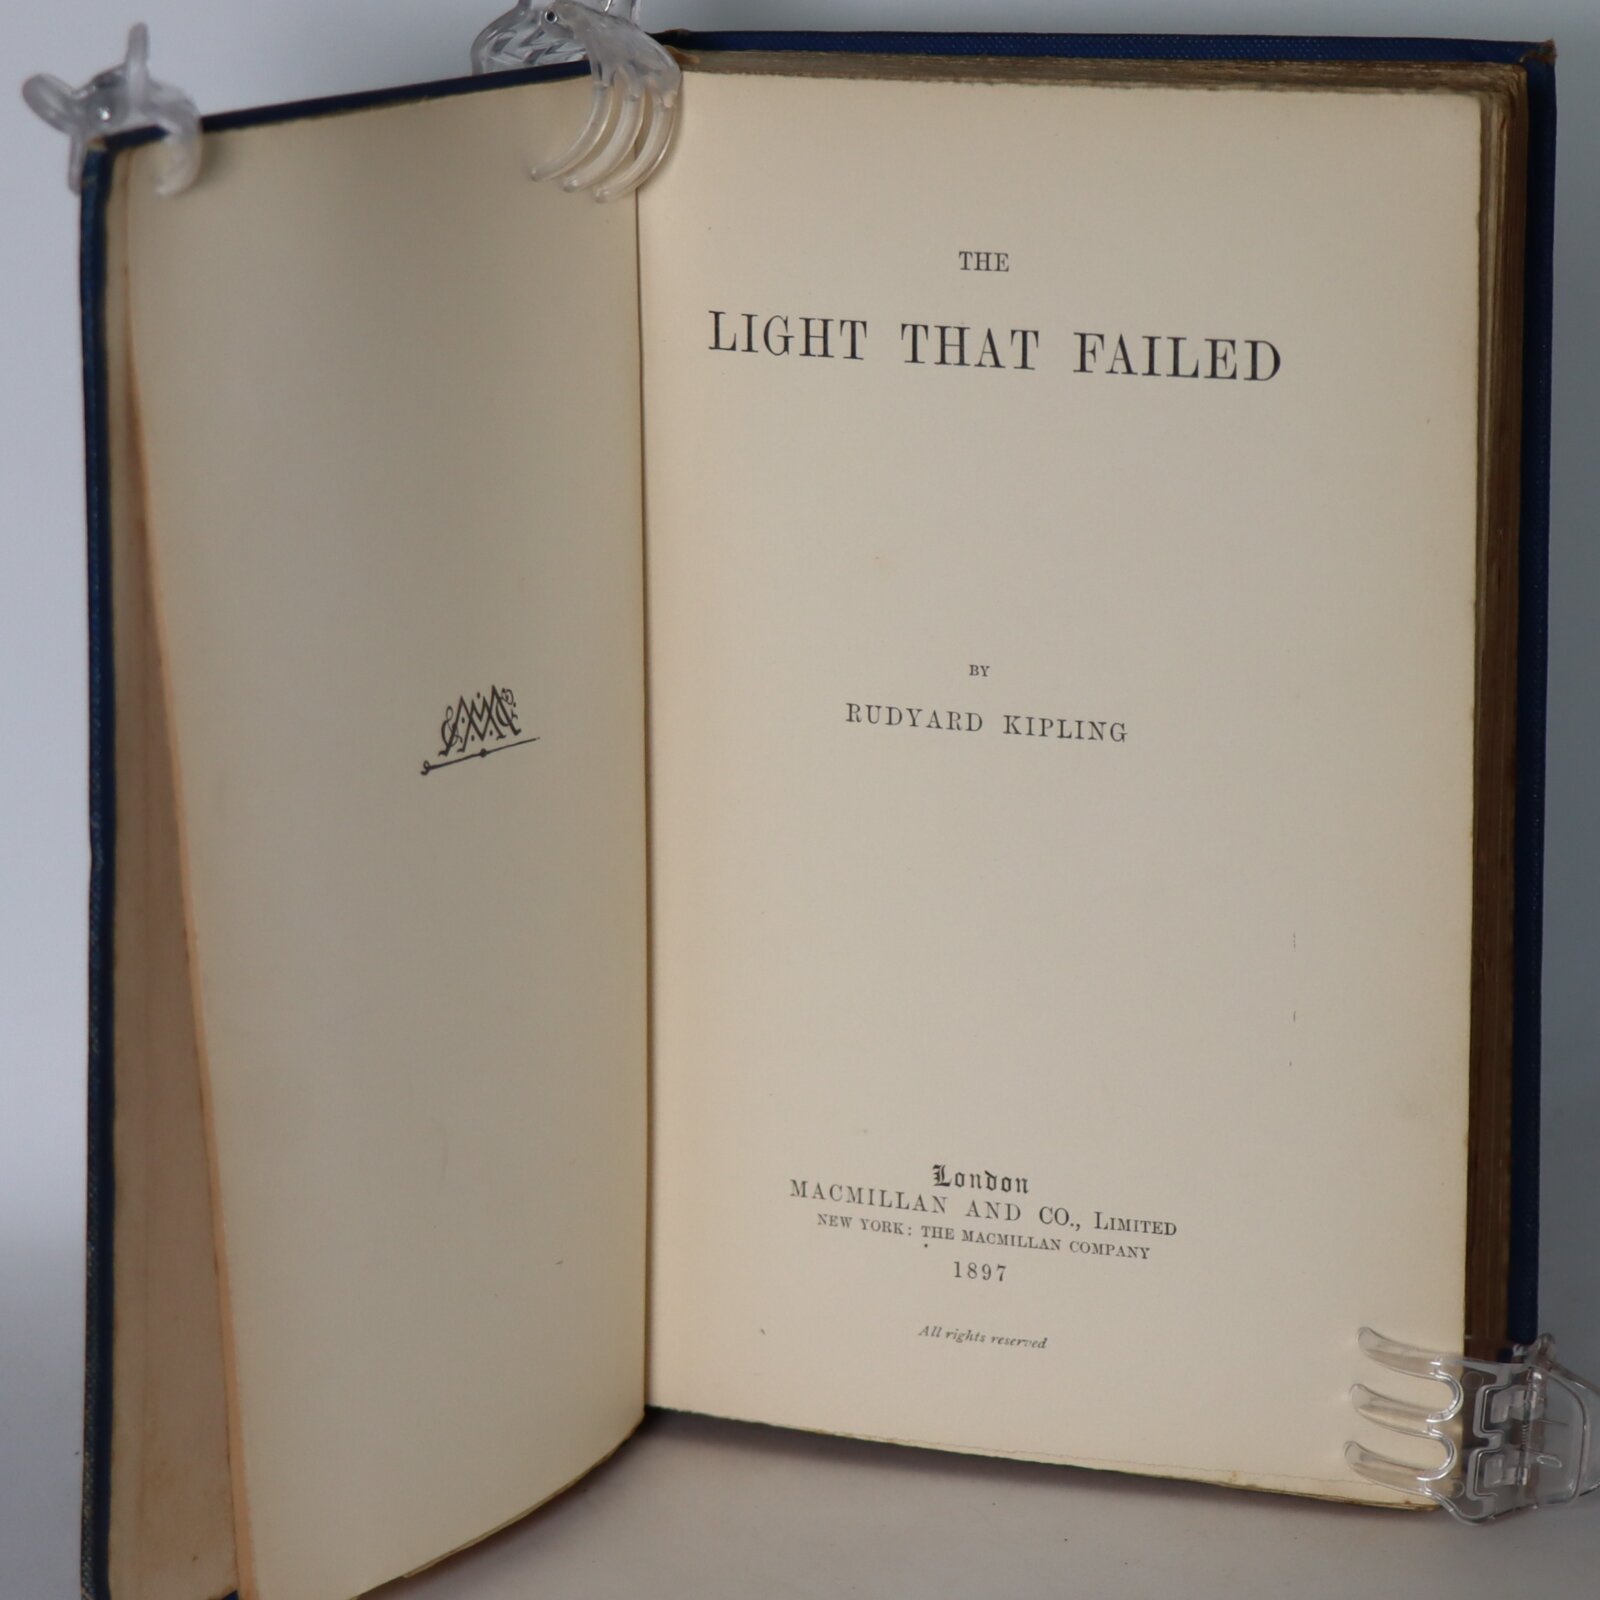 THE
LIGHT THAT FAILED
BY
RUDYARD KIPLING
London
MACMILLAN AND CO., LIMITED
NEW YORK: THE MACMILLAN COMPANY
1897
All rights reserved